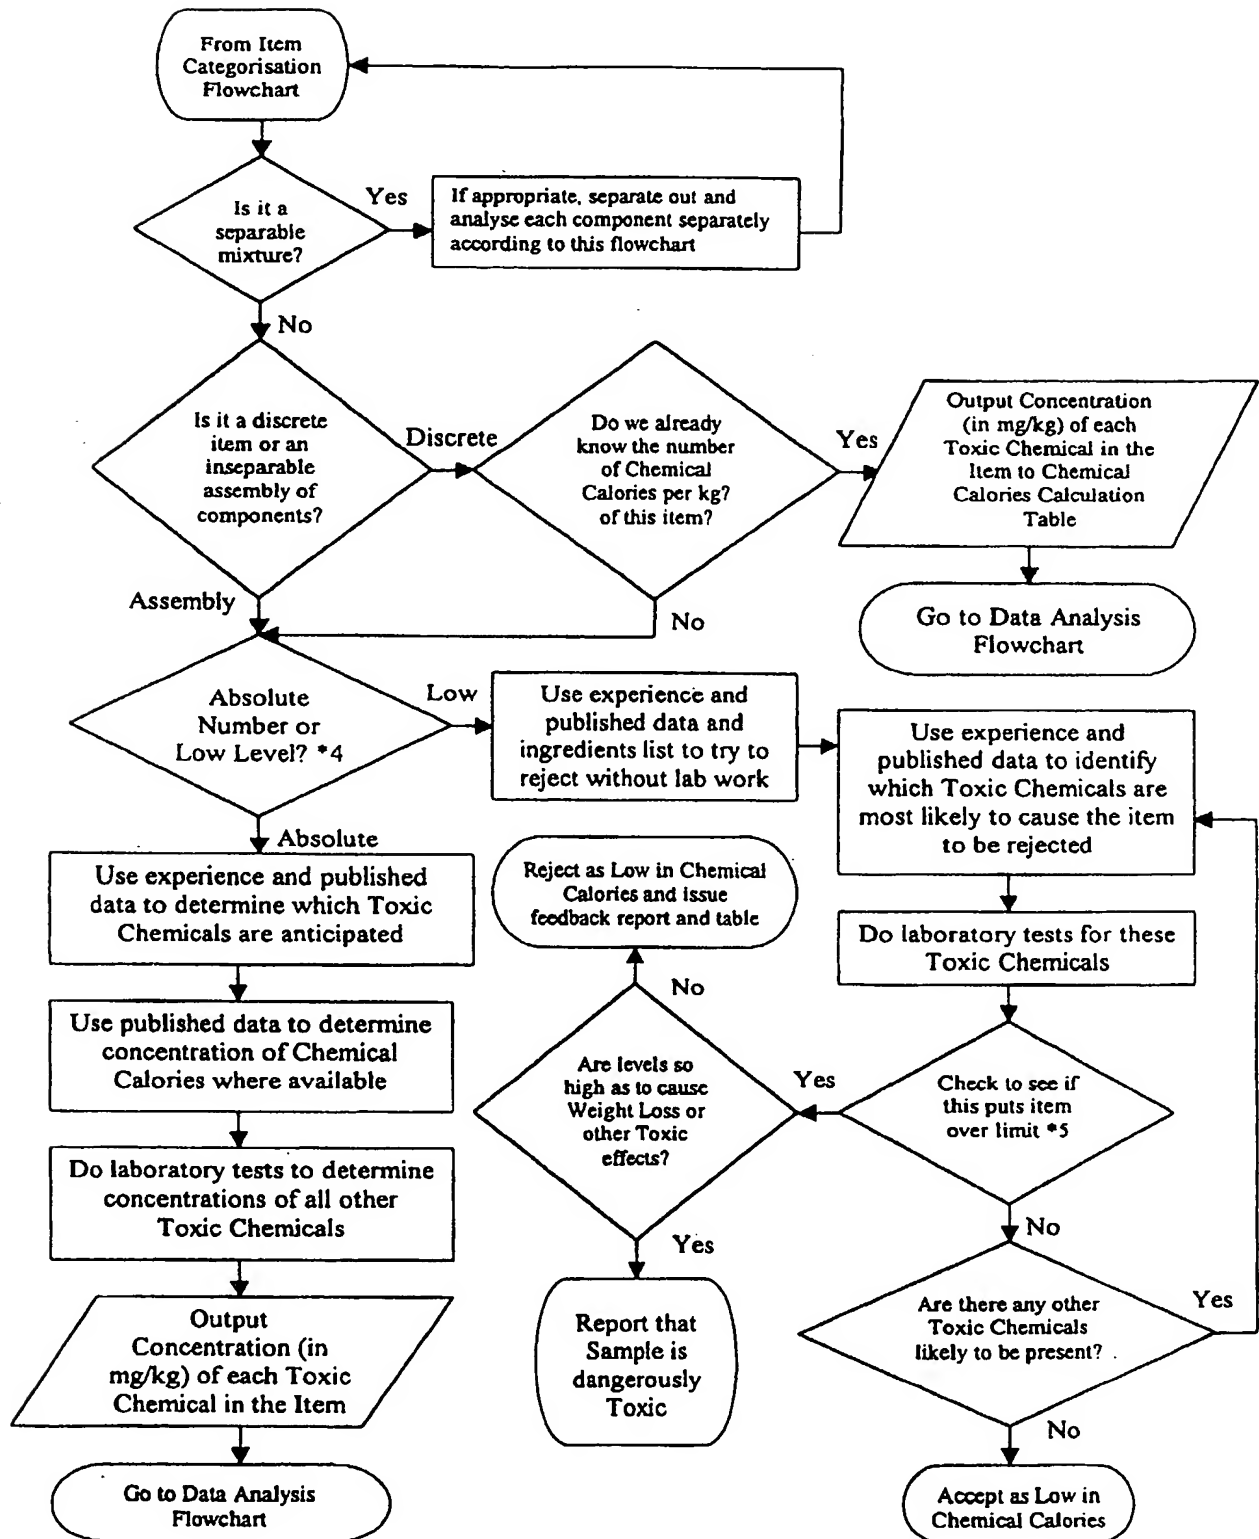 From Item
Categorisation
Flowchart
Is it a
separable
mixture?
Yes
If appropriate, separate out and
analyse each component separately
according to this flowchart
No
Is it a discrete
item or an
inseparable
assembly of
components?
Discrete
Do we already
know the number
of Chemical
Calories per kg?
of this item?
Yes
Output Concentration
(in mg/kg) of each
Toxic Chemical in the
Item to Chemical
Calories Calculation
Table
Go to Data Analysis
Flowchart
Assembly
No
Absolute
Number or
Low Level? *4
Low
Use experience and
published data and
ingredients list to try to
reject without lab work
Use experience and
published data to identify
which Toxic Chemicals are
most likely to cause the item
to be rejected
Absolute
Use experience and published
data to determine which Toxic
Chemicals are anticipated
Reject as Low in Chemical
Calories and issue
feedback report and table
Do laboratory tests for these
Toxic Chemicals
No
Use published data to determine
concentration of Chemical
Calories where available
Are levels so
high as to cause
Weight Loss or
other Toxic
effects?
Yes
Check to see if
this puts item
over limit *5
Do laboratory tests to determine
concentrations of all other
Toxic Chemicals
Yes
No
Output
Concentration (in
mg/kg) of each Toxic
Chemical in the Item
Report that
Sample is
dangerously
Toxic
Are there any other
Toxic Chemicals
likely to be present?
Yes
No
Go to Data Analysis
Flowchart
Accept as Low in
Chemical Calories